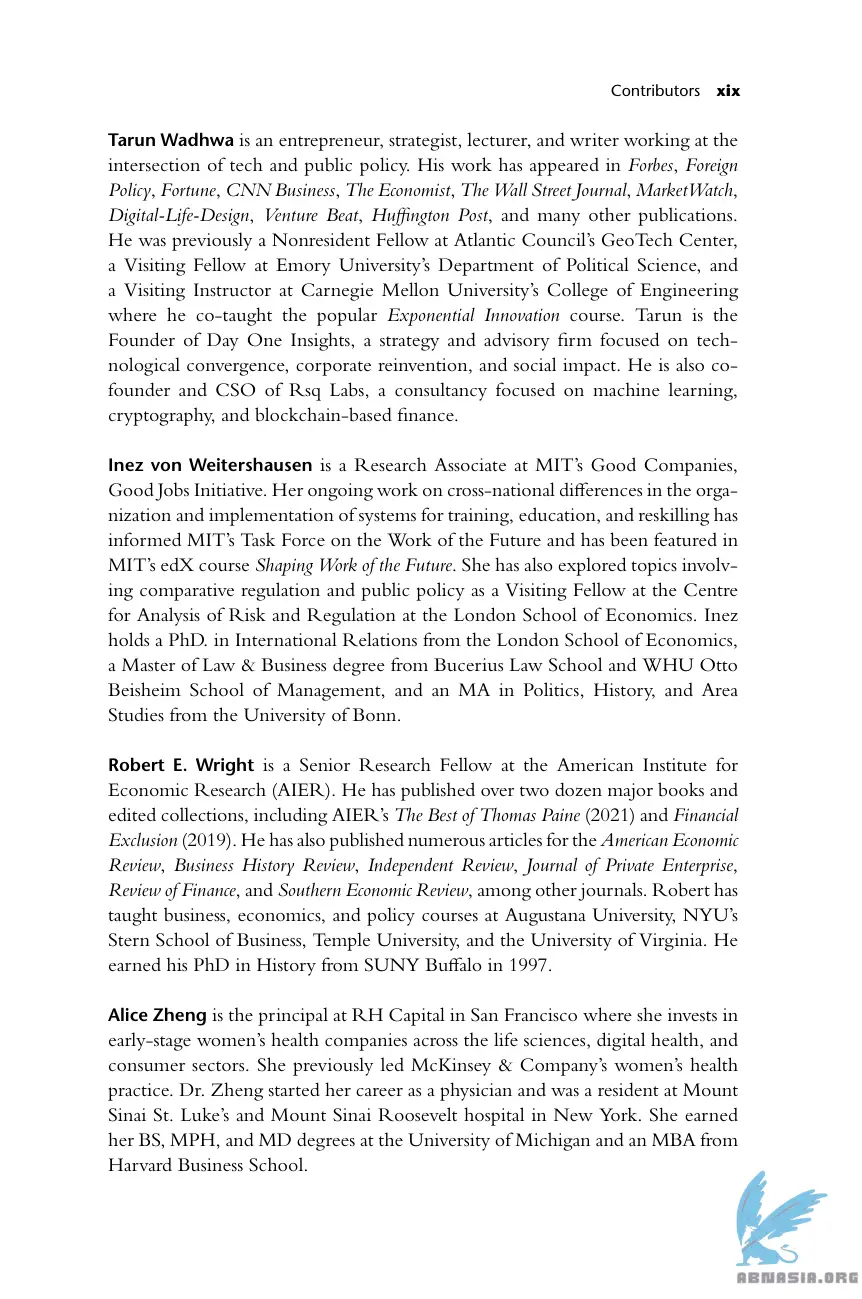 Contributors xix
Tarun Wadhwa is an entrepreneur, strategist, lecturer, and writer working at the
intersection of tech and public policy. His work has appeared in Forbes, Foreign
Policy, Fortune, CNN Business, The Economist, The Wall Street Journal, MarketWatch,
Digital-Life-Design, Venture Beat, Huffington Post, and many other publications.
He was previously a Nonresident Fellow at Atlantic Council’s GeoTech Center,
a Visiting Fellow at Emory University’s Department of Political Science, and
a Visiting Instructor at Carnegie Mellon University’s College of Engineering
where he co-taught the popular Exponential Innovation course. Tarun is the
Founder of Day One Insights, a strategy and advisory firm focused on tech-
nological convergence, corporate reinvention, and social impact. He is also co-
founder and CSO of Rsq Labs, a consultancy focused on machine learning,
cryptography, and blockchain-based finance.
Inez von Weitershausen is a Research Associate at MIT’s Good Companies,
Good Jobs Initiative. Her ongoing work on cross-national differences in the orga-
nization and implementation of systems for training, education, and reskilling has
informed MIT’s Task Force on the Work of the Future and has been featured in
MIT’s edX course Shaping Work of the Future. She has also explored topics involv-
ing comparative regulation and public policy as a Visiting Fellow at the Centre
for Analysis of Risk and Regulation at the London School of Economics. Inez
holds a PhD. in International Relations from the London School of Economics,
a Master of Law & Business degree from Bucerius Law School and WHU Otto
Beisheim School of Management, and an MA in Politics, History, and Area
Studies from the University of Bonn.
Robert E. Wright is a Senior Research Fellow at the American Institute for
Economic Research (AIER). He has published over two dozen major books and
edited collections, including AIER’s The Best of Thomas Paine (2021) and Financial
Exclusion (2019). He has also published numerous articles for the American Economic
Review, Business History Review, Independent Review, Journal of Private Enterprise,
Review of Finance, and Southern Economic Review, among other journals. Robert has
taught business, economics, and policy courses at Augustana University, NYU’s
Stern School of Business, Temple University, and the University of Virginia. He
earned his PhD in History from SUNY Buffalo in 1997.
Alice Zheng is the principal at RH Capital in San Francisco where she invests in
early-stage women’s health companies across the life sciences, digital health, and
consumer sectors. She previously led McKinsey & Company’s women’s health
practice. Dr. Zheng started her career as a physician and was a resident at Mount
Sinai St. Luke’s and Mount Sinai Roosevelt hospital in New York. She earned
her BS, MPH, and MD degrees at the University of Michigan and an MBA from
Harvard Business School.
ABNASIA.ORG